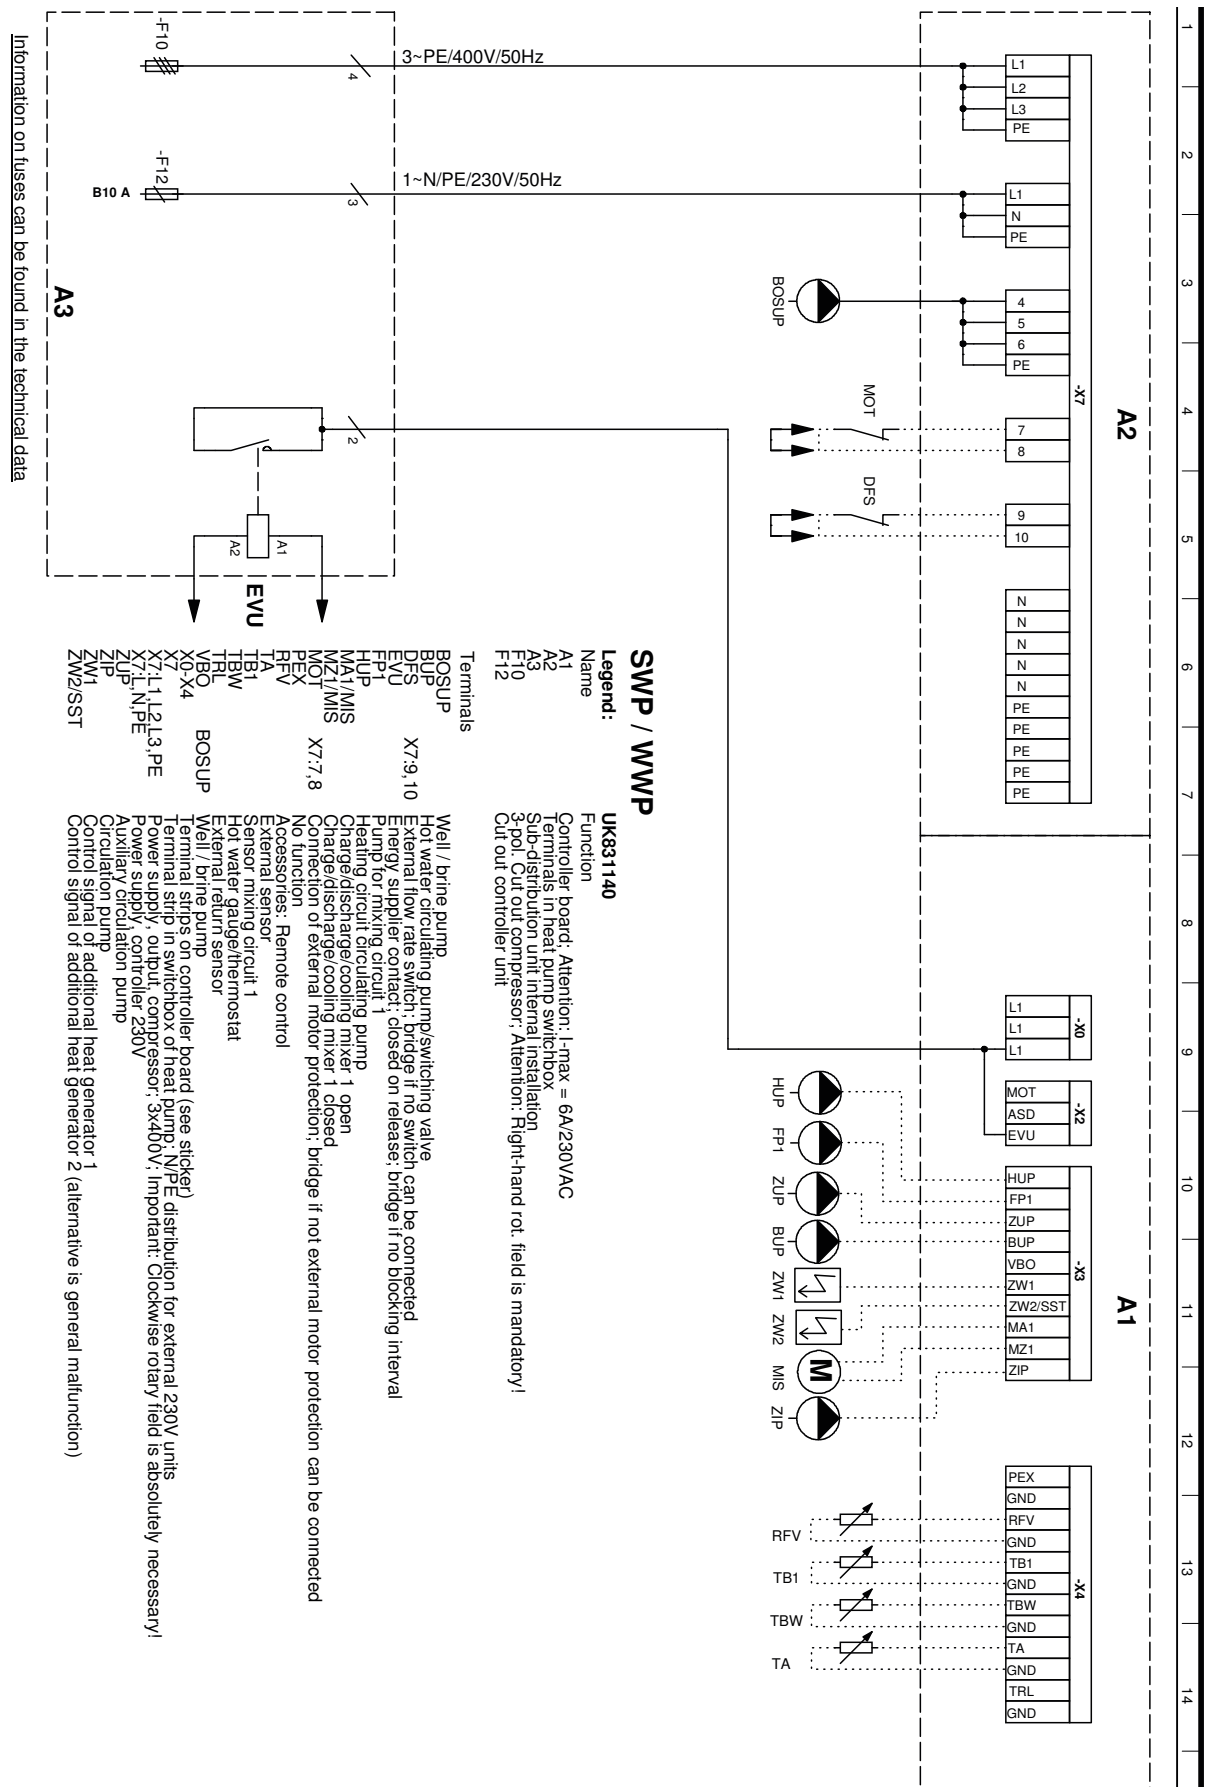 1
2
3
4
5
6
7
8
9
10
11
12
13
14
A2
A1
-X7
L1
L2
L3
PE
L1
N
PE
4
5
6
PE
7
8
9
10
N
N
N
N
N
PE
PE
PE
PE
PE
-X0
L1
L1
L1
-X2
MOT
ASD
EVU
-X3
HUP
FP1
ZUP
BUP
VBO
ZW1
ZW2/SST
MA1
MZ1
ZIP
-X4
PEX
GND
RFV
GND
TB1
GND
TBW
GND
TA
GND
TRL
GND
3~PE/400V/50Hz
1~N/PE/230V/50Hz
BOSUP
MOT
DFS
HUP
FP1
ZUP
BUP
ZW1
ZW2
M
MIS
ZIP
RFV
TB1
TBW
TA
-F10
4
-F12
B10 A
3
2
A1
A2
EVU
A3
Information on fuses can be found in the technical data
SWP / WWP
Legend: UK831140
Name Function
A1 Controller board; Attention: I-max = 6A/230VAC
A2 Terminals in heat pump switchbox
A3 Sub-distribution unit internal installation
F10 3-pol. Cut out compressor; Attention: Right-hand rot. field is mandatory!
F12 Cut out controller unit
Terminals
BOSUP Well / brine pump
BUP Hot water circulating pump/switching valve
DFS X7:9,10 External flow rate switch; bridge if no switch can be connected
EVU Energy supplier contact; closed on release; bridge if no blocking interval
FP1 Pump for mixing circuit 1
HUP Heating circuit circulating pump
MA1/MIS Charge/discharge/cooling mixer 1 open
MZ1/MIS Charge/discharge/cooling mixer 1 closed
MOT X7:7,8 Connection of external motor protection; bridge if not external motor protection can be connected
PEX No function
RFV Accessories: Remote control
TA External sensor
TB1 Sensor mixing circuit 1
TBW Hot water gauge/thermostat
TRL External return sensor
VBO BOSUP Well / brine pump
X0-X4 Terminal strips on controller board (see sticker)
X7 Terminal strip in switchbox of heat pump; N/PE distribution for external 230V units
X7:L1,L2,L3,PE Power supply, output, compressor; 3x400V; Important: Clockwise rotary field is absolutely necessary!
X7:L,N,PE Power supply, controller 230V
ZUP Auxiliary circulation pump
ZIP Circulation pump
ZW1 Control signal of additional heat generator 1
ZW2/SST Control signal of additional heat generator 2 (alternative is general malfunction)